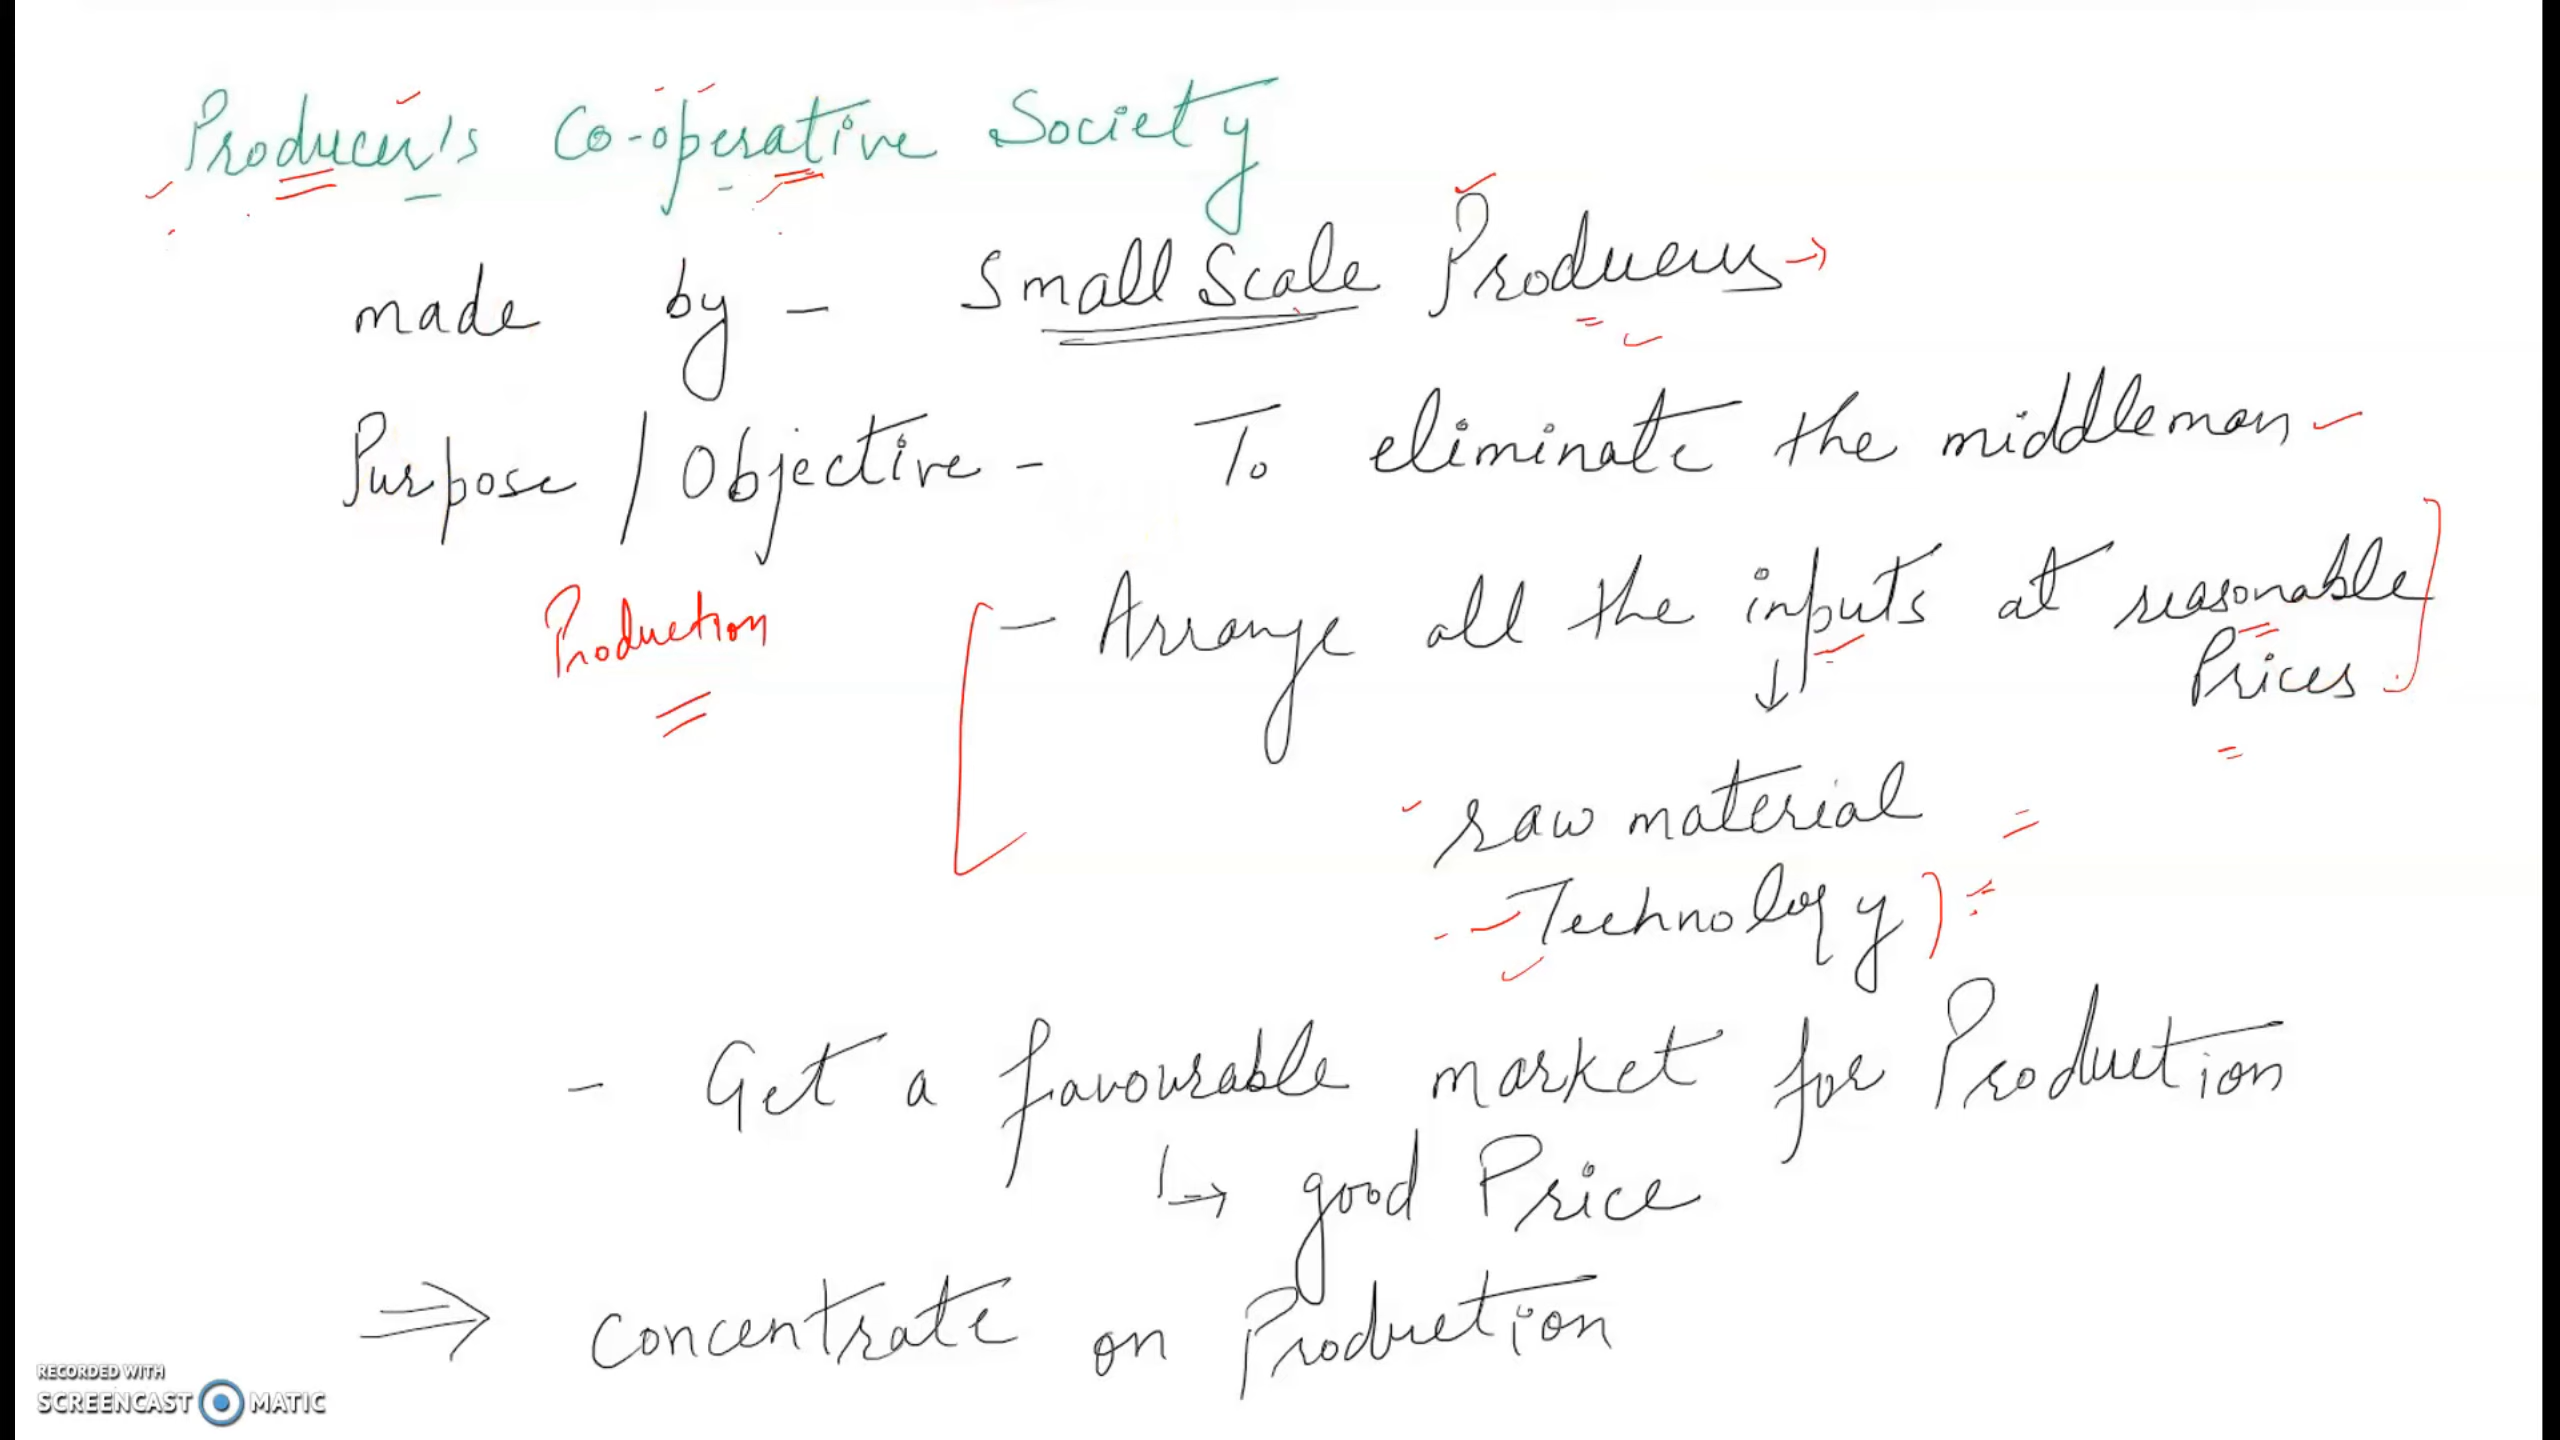 Producer's Co-operative Society
made by - Small Scale Producers →
Purpose / Objective - To eliminate the middleman
Production - Arrange all the inputs at reasonable
Prices.
↓
raw material
Technology
- Get a favourable market for Production
↳ good Price
⇒ concentrate on Production
RECORDED WITH
SCREENCAST MATIC